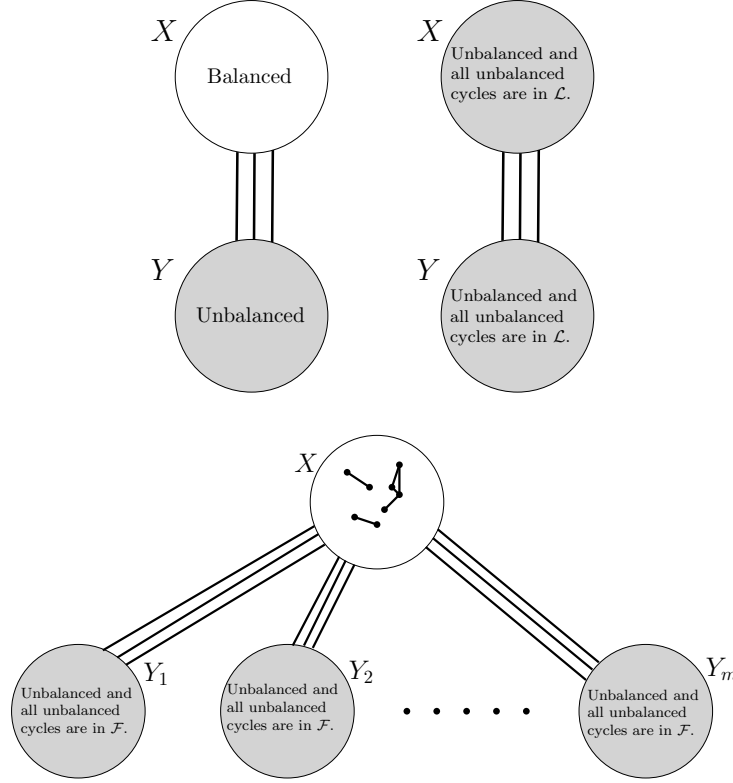 X
X
Balanced
Unbalanced and
all unbalanced
cycles are in ℒ.
Y
Y
Unbalanced
Unbalanced and
all unbalanced
cycles are in ℒ.
X
Y₁
Y₂
Yₘ
Unbalanced and
all unbalanced
cycles are in ℱ.
Unbalanced and
all unbalanced
cycles are in ℱ.
Unbalanced and
all unbalanced
cycles are in ℱ.